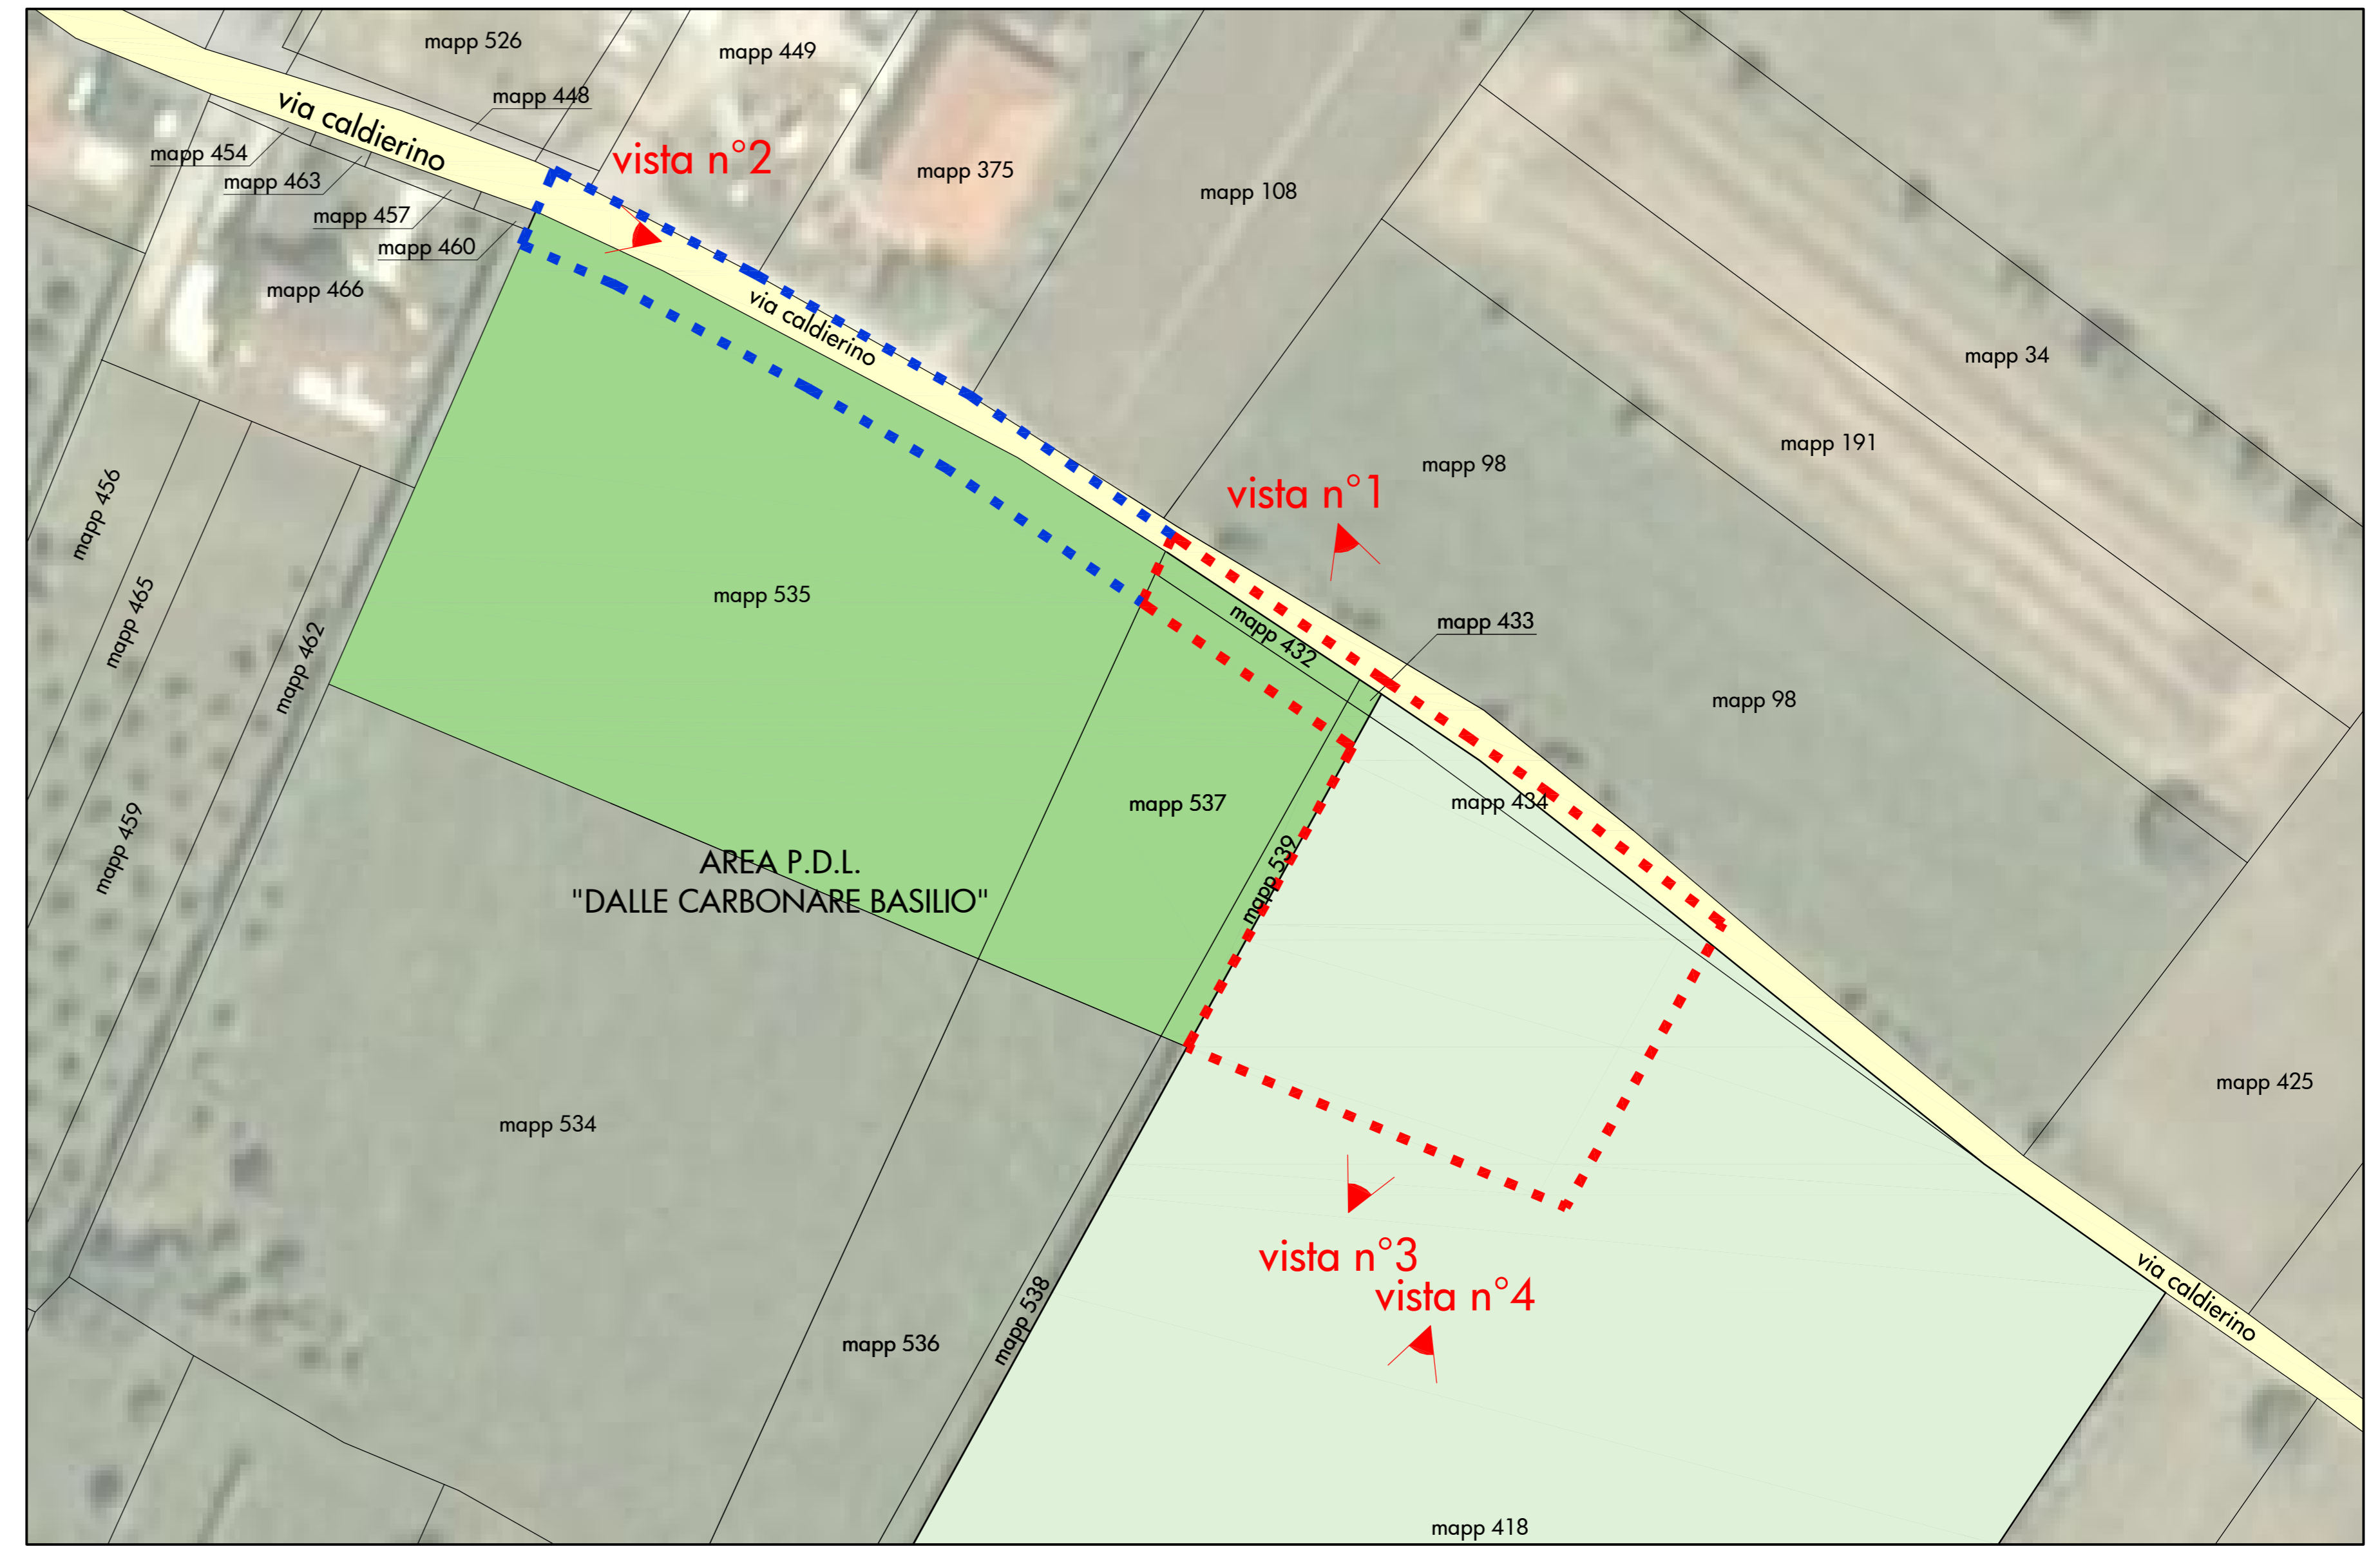 mapp 526
mapp 449
mapp 448
via caldierino
mapp 454
mapp 463
mapp 457
mapp 460
mapp 466
vista n°2
mapp 375
mapp 108
via caldierino
mapp 34
mapp 191
mapp 98
vista n°1
mapp 456
mapp 465
mapp 462
mapp 459
mapp 535
mapp 432
mapp 433
mapp 98
mapp 537
mapp 434
mapp 539
AREA P.D.L.
"DALLE CARBONARE BASILIO"
mapp 425
mapp 534
vista n°3
vista n°4
via caldierino
mapp 536
mapp 538
mapp 418